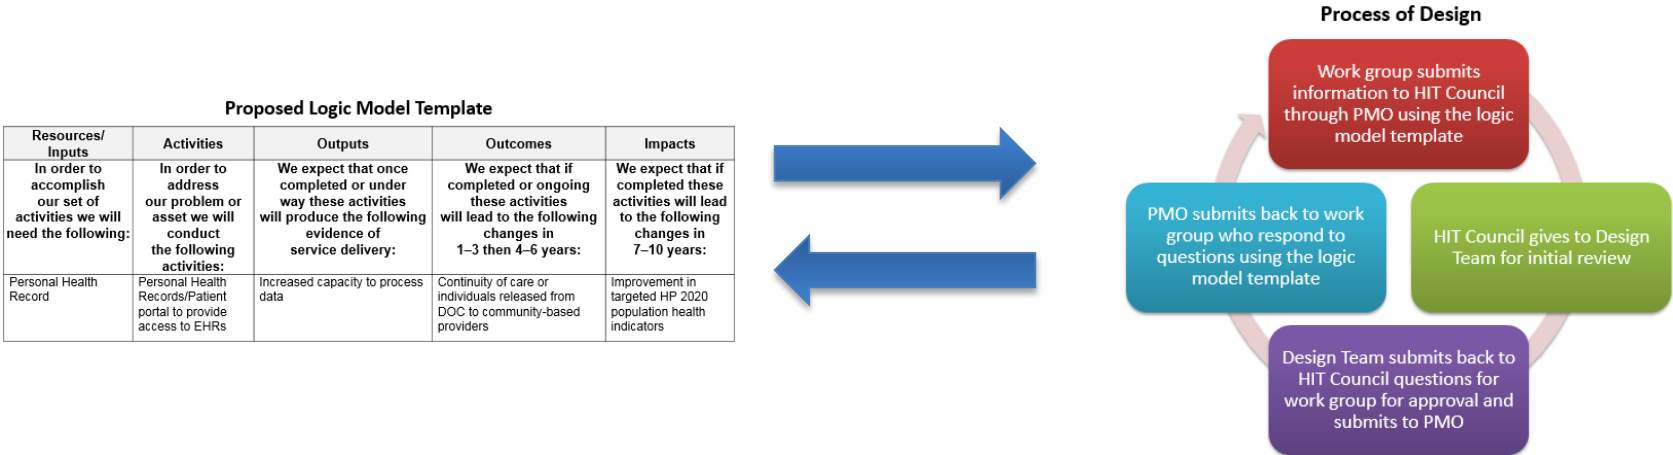 Proposed Logic Model Template
Resources/
Inputs
Activities
Outputs
Outcomes
Impacts
In order to
accomplish
our set of
activities we will
need the following:
In order to
address
our problem or
asset we will
conduct
the following
activities:
We expect that once
completed or under
way these activities
will produce the following
evidence of
service delivery:
We expect that if
completed or ongoing
these activities
will lead to the following
changes in
1–3 then 4–6 years:
We expect that if
completed these
activities will lead
to the following
changes in
7–10 years:
Personal Health
Record
Personal Health
Records/Patient
portal to provide
access to EHRs
Increased capacity to process
data
Continuity of care or
individuals released from
DOC to community-based
providers
Improvement in
targeted HP 2020
population health
indicators
Process of Design
Work group submits
information to HIT Council
through PMO using the logic
model template
HIT Council gives to Design
Team for initial review
Design Team submits back to
HIT Council questions for
work group for approval and
submits to PMO
PMO submits back to work
group who respond to
questions using the logic
model template